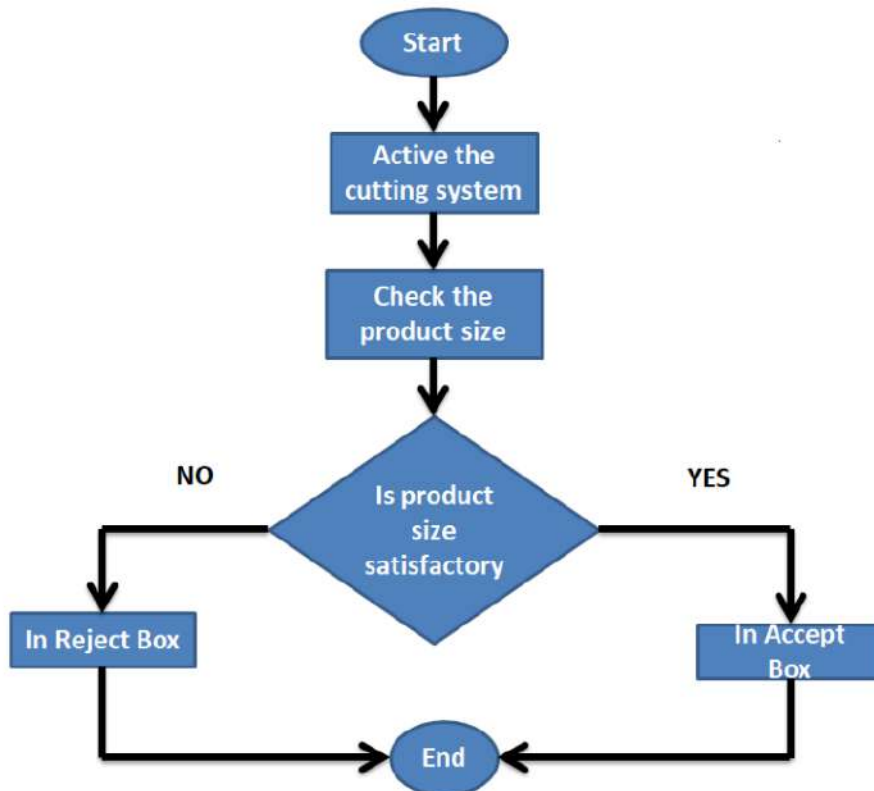 Start
Active the
cutting system
Check the
product size
NO
YES
Is product
size
satisfactory
In Reject Box
In Accept
Box
End